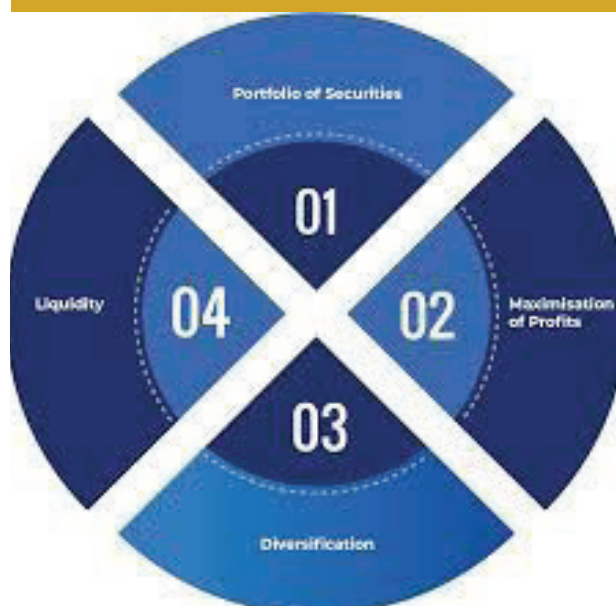 Portfolio of Securities
01
02
Maximisation
of Profits
03
Diversification
04
Liquidity